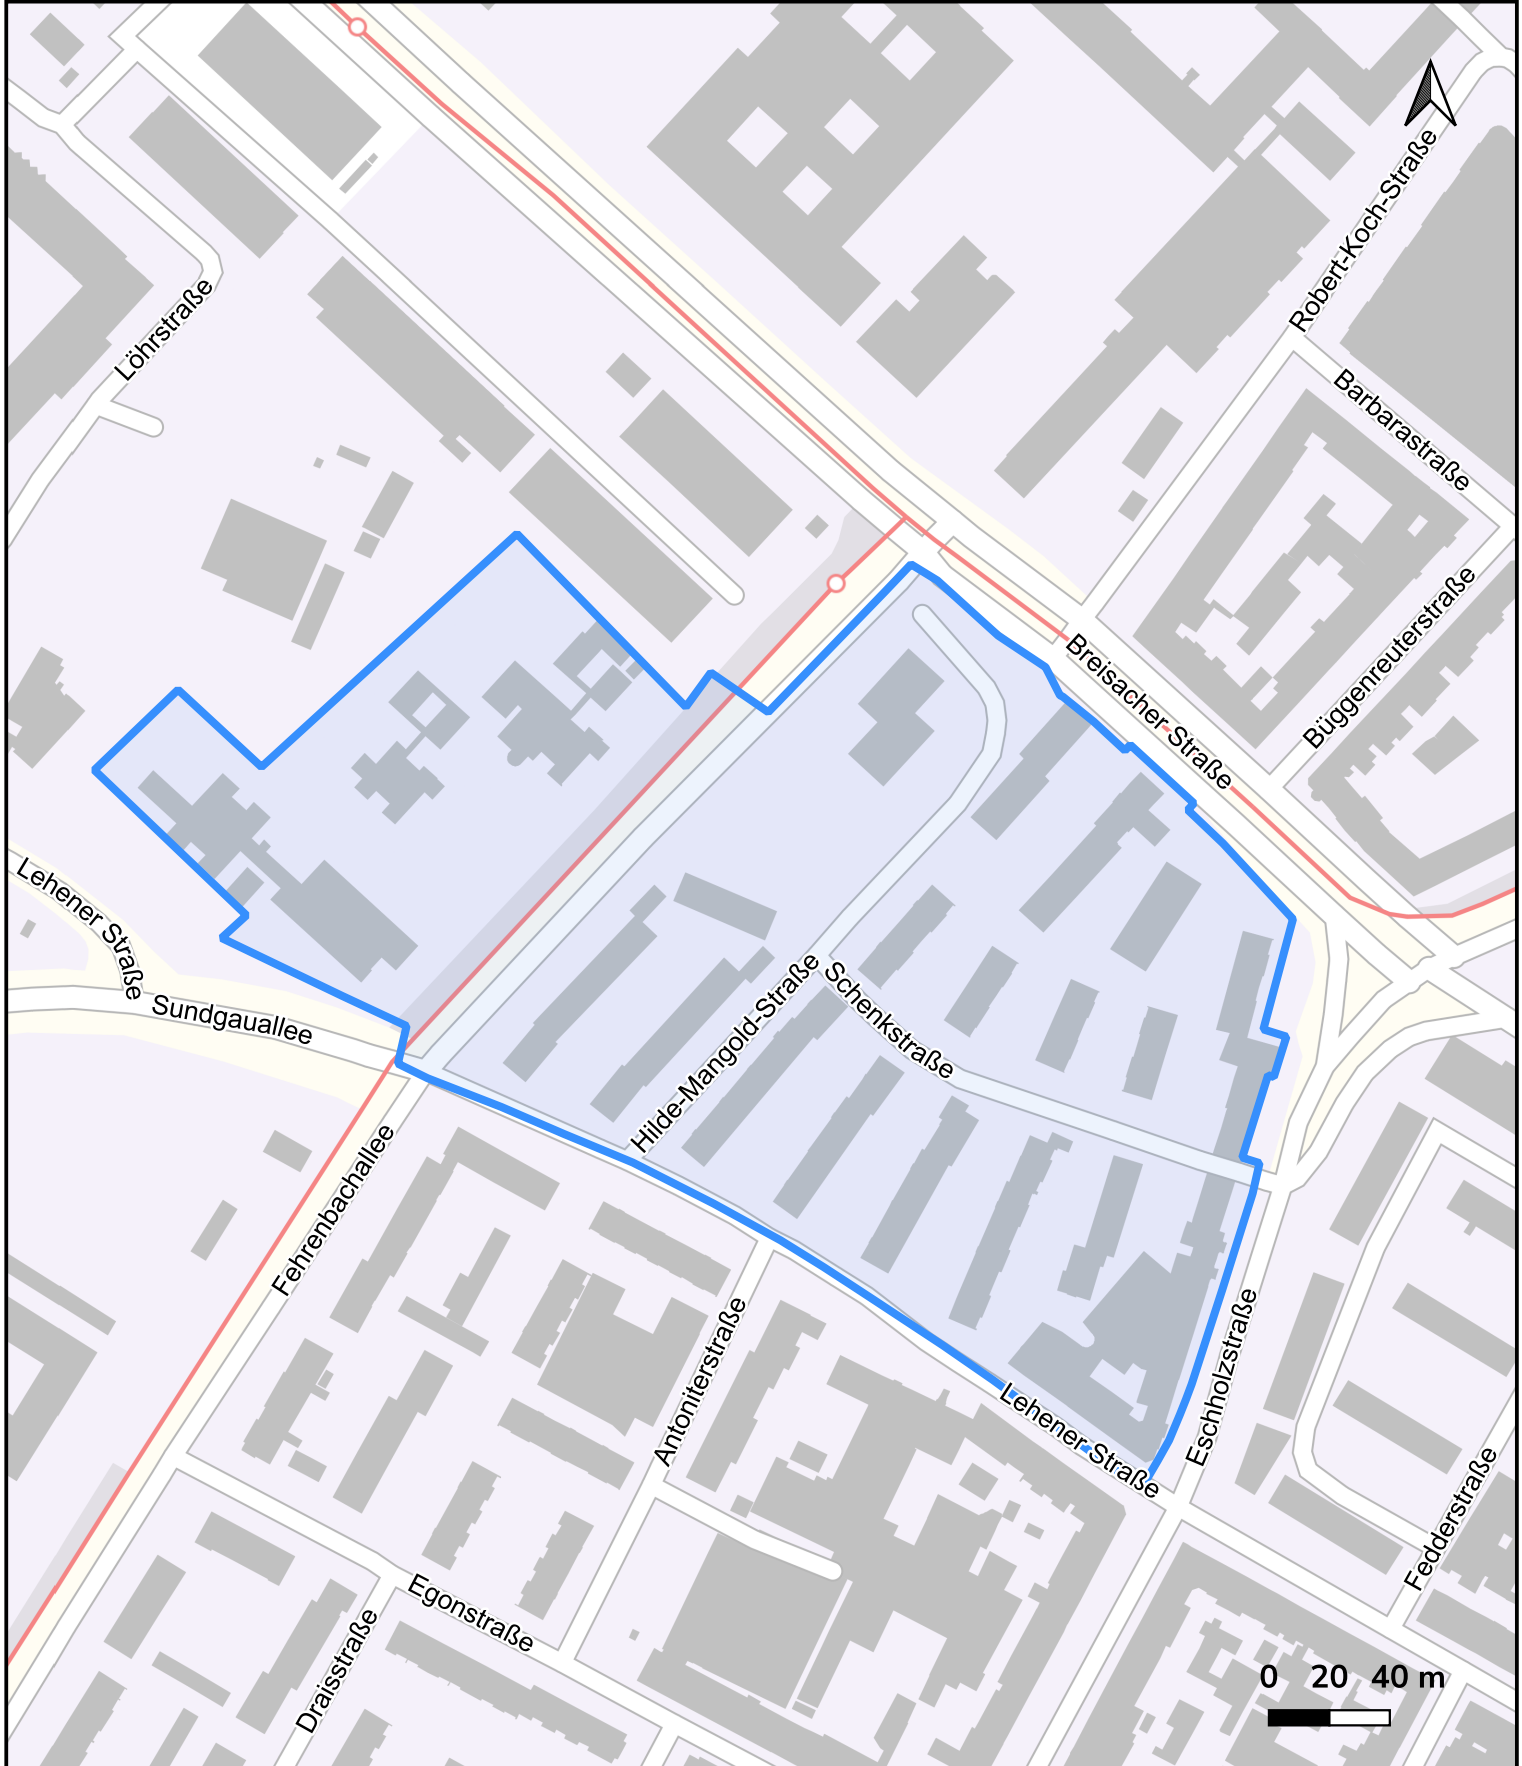 Robert-Koch-Straße
Löhrstraße
Barbarastraße
Büggenreuterstraße
Breisacher Straße
Lehener Straße
Sundgauallee
Hilde-Mangold-Straße
Schenkstraße
Fehrenbachallee
Antoniterstraße
Eschholzstraße
Lehener Straße
Fedderstraße
Egonstraße
Draisstraße
0 20 40 m